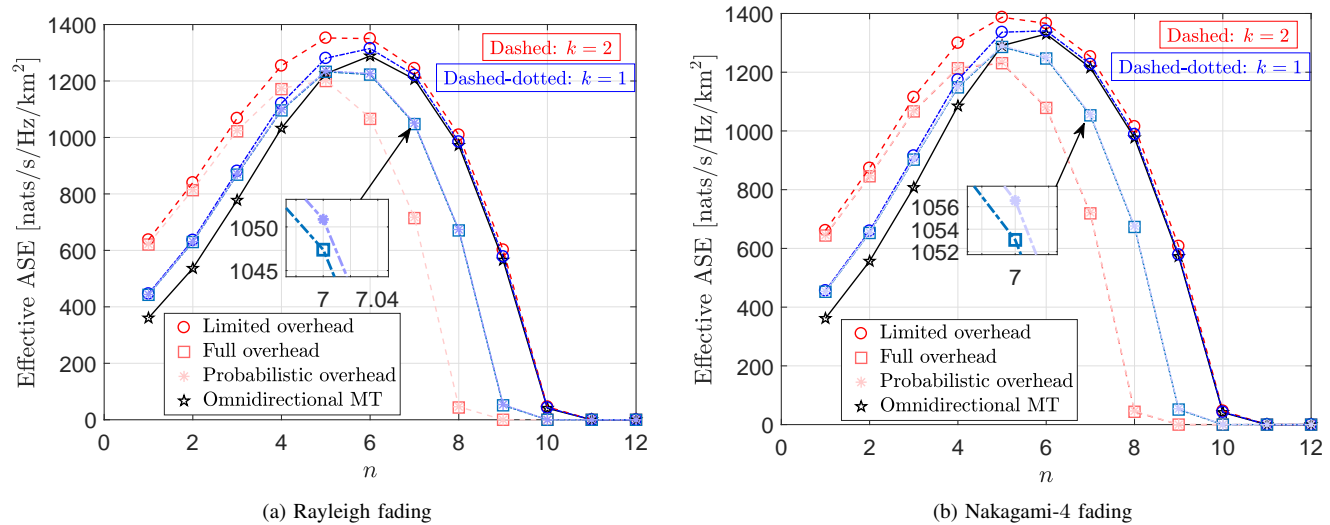 1400
1200
1000
800
600
400
200
0
Effective ASE [nats/s/Hz/km²]
Dashed: k = 2
Dashed-dotted: k = 1
1050
1045
7
7.04
Limited overhead
Full overhead
Probabilistic overhead
Omnidirectional MT
0 2 4 6 8 10 12
n
(a) Rayleigh fading
1400
1200
1000
800
600
400
200
0
Effective ASE [nats/s/Hz/km²]
Dashed: k = 2
Dashed-dotted: k = 1
1056
1054
1052
7
Limited overhead
Full overhead
Probabilistic overhead
Omnidirectional MT
0 2 4 6 8 10 12
n
(b) Nakagami-4 fading